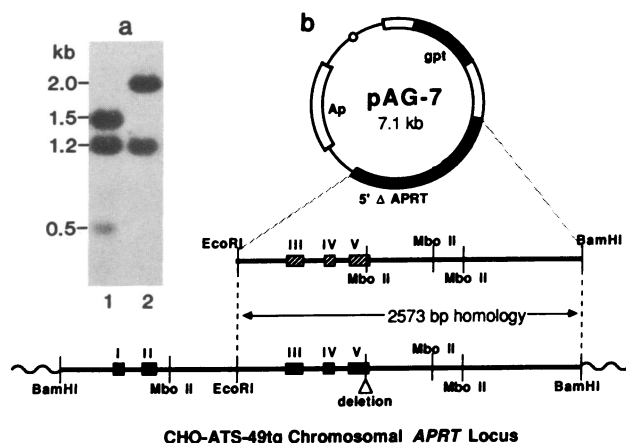 a
kb
2.0
1.5
1.2
0.5
1 2
b
gpt
Ap
pAG-7
7.1 kb
5' Δ APRT
EcoRI III IV V Mbo II BamHI
Mbo II Mbo II
2573 bp homology
I II III IV V Mbo II
BamHI Mbo II EcoRI deletion Mbo II BamHI
CHO-ATS-49tg Chromosomal APRT Locus